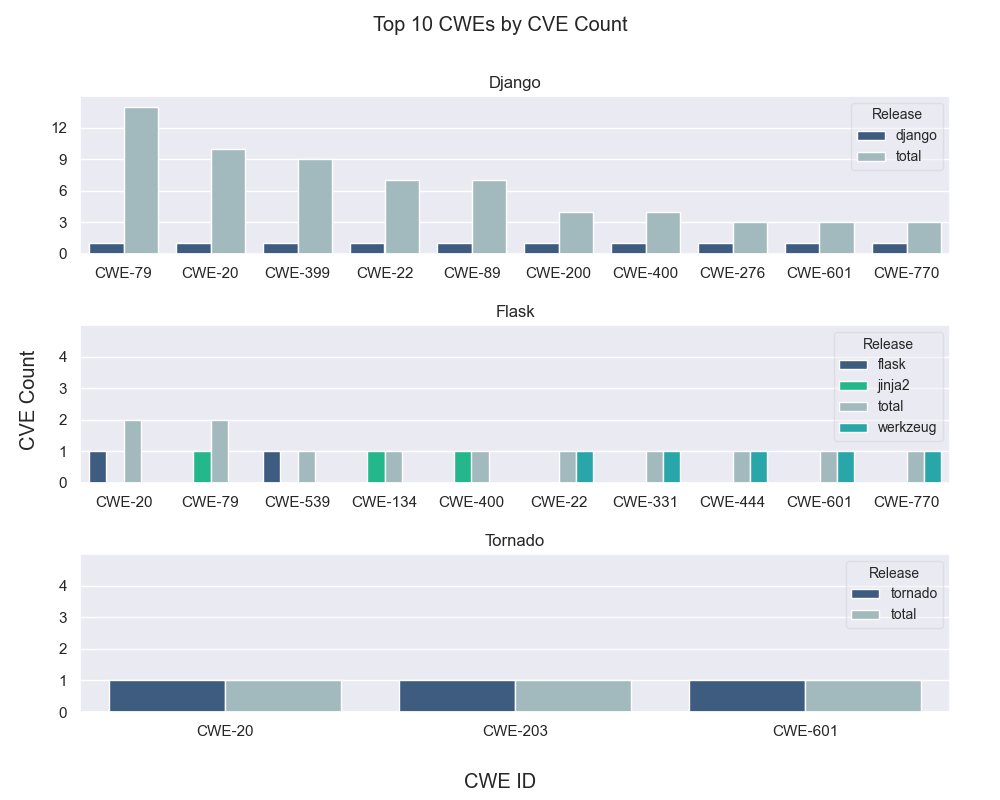 Top 10 CWEs by CVE Count
Django
Release
django
total
12
9
6
3
0
CWE-79 CWE-20 CWE-399 CWE-22 CWE-89 CWE-200 CWE-400 CWE-276 CWE-601 CWE-770
Flask
Release
flask
jinja2
total
werkzeug
4
3
2
1
0
CWE-20 CWE-79 CWE-539 CWE-134 CWE-400 CWE-22 CWE-331 CWE-444 CWE-601 CWE-770
CVE Count
Tornado
Release
tornado
total
4
3
2
1
0
CWE-20 CWE-203 CWE-601
CWE ID